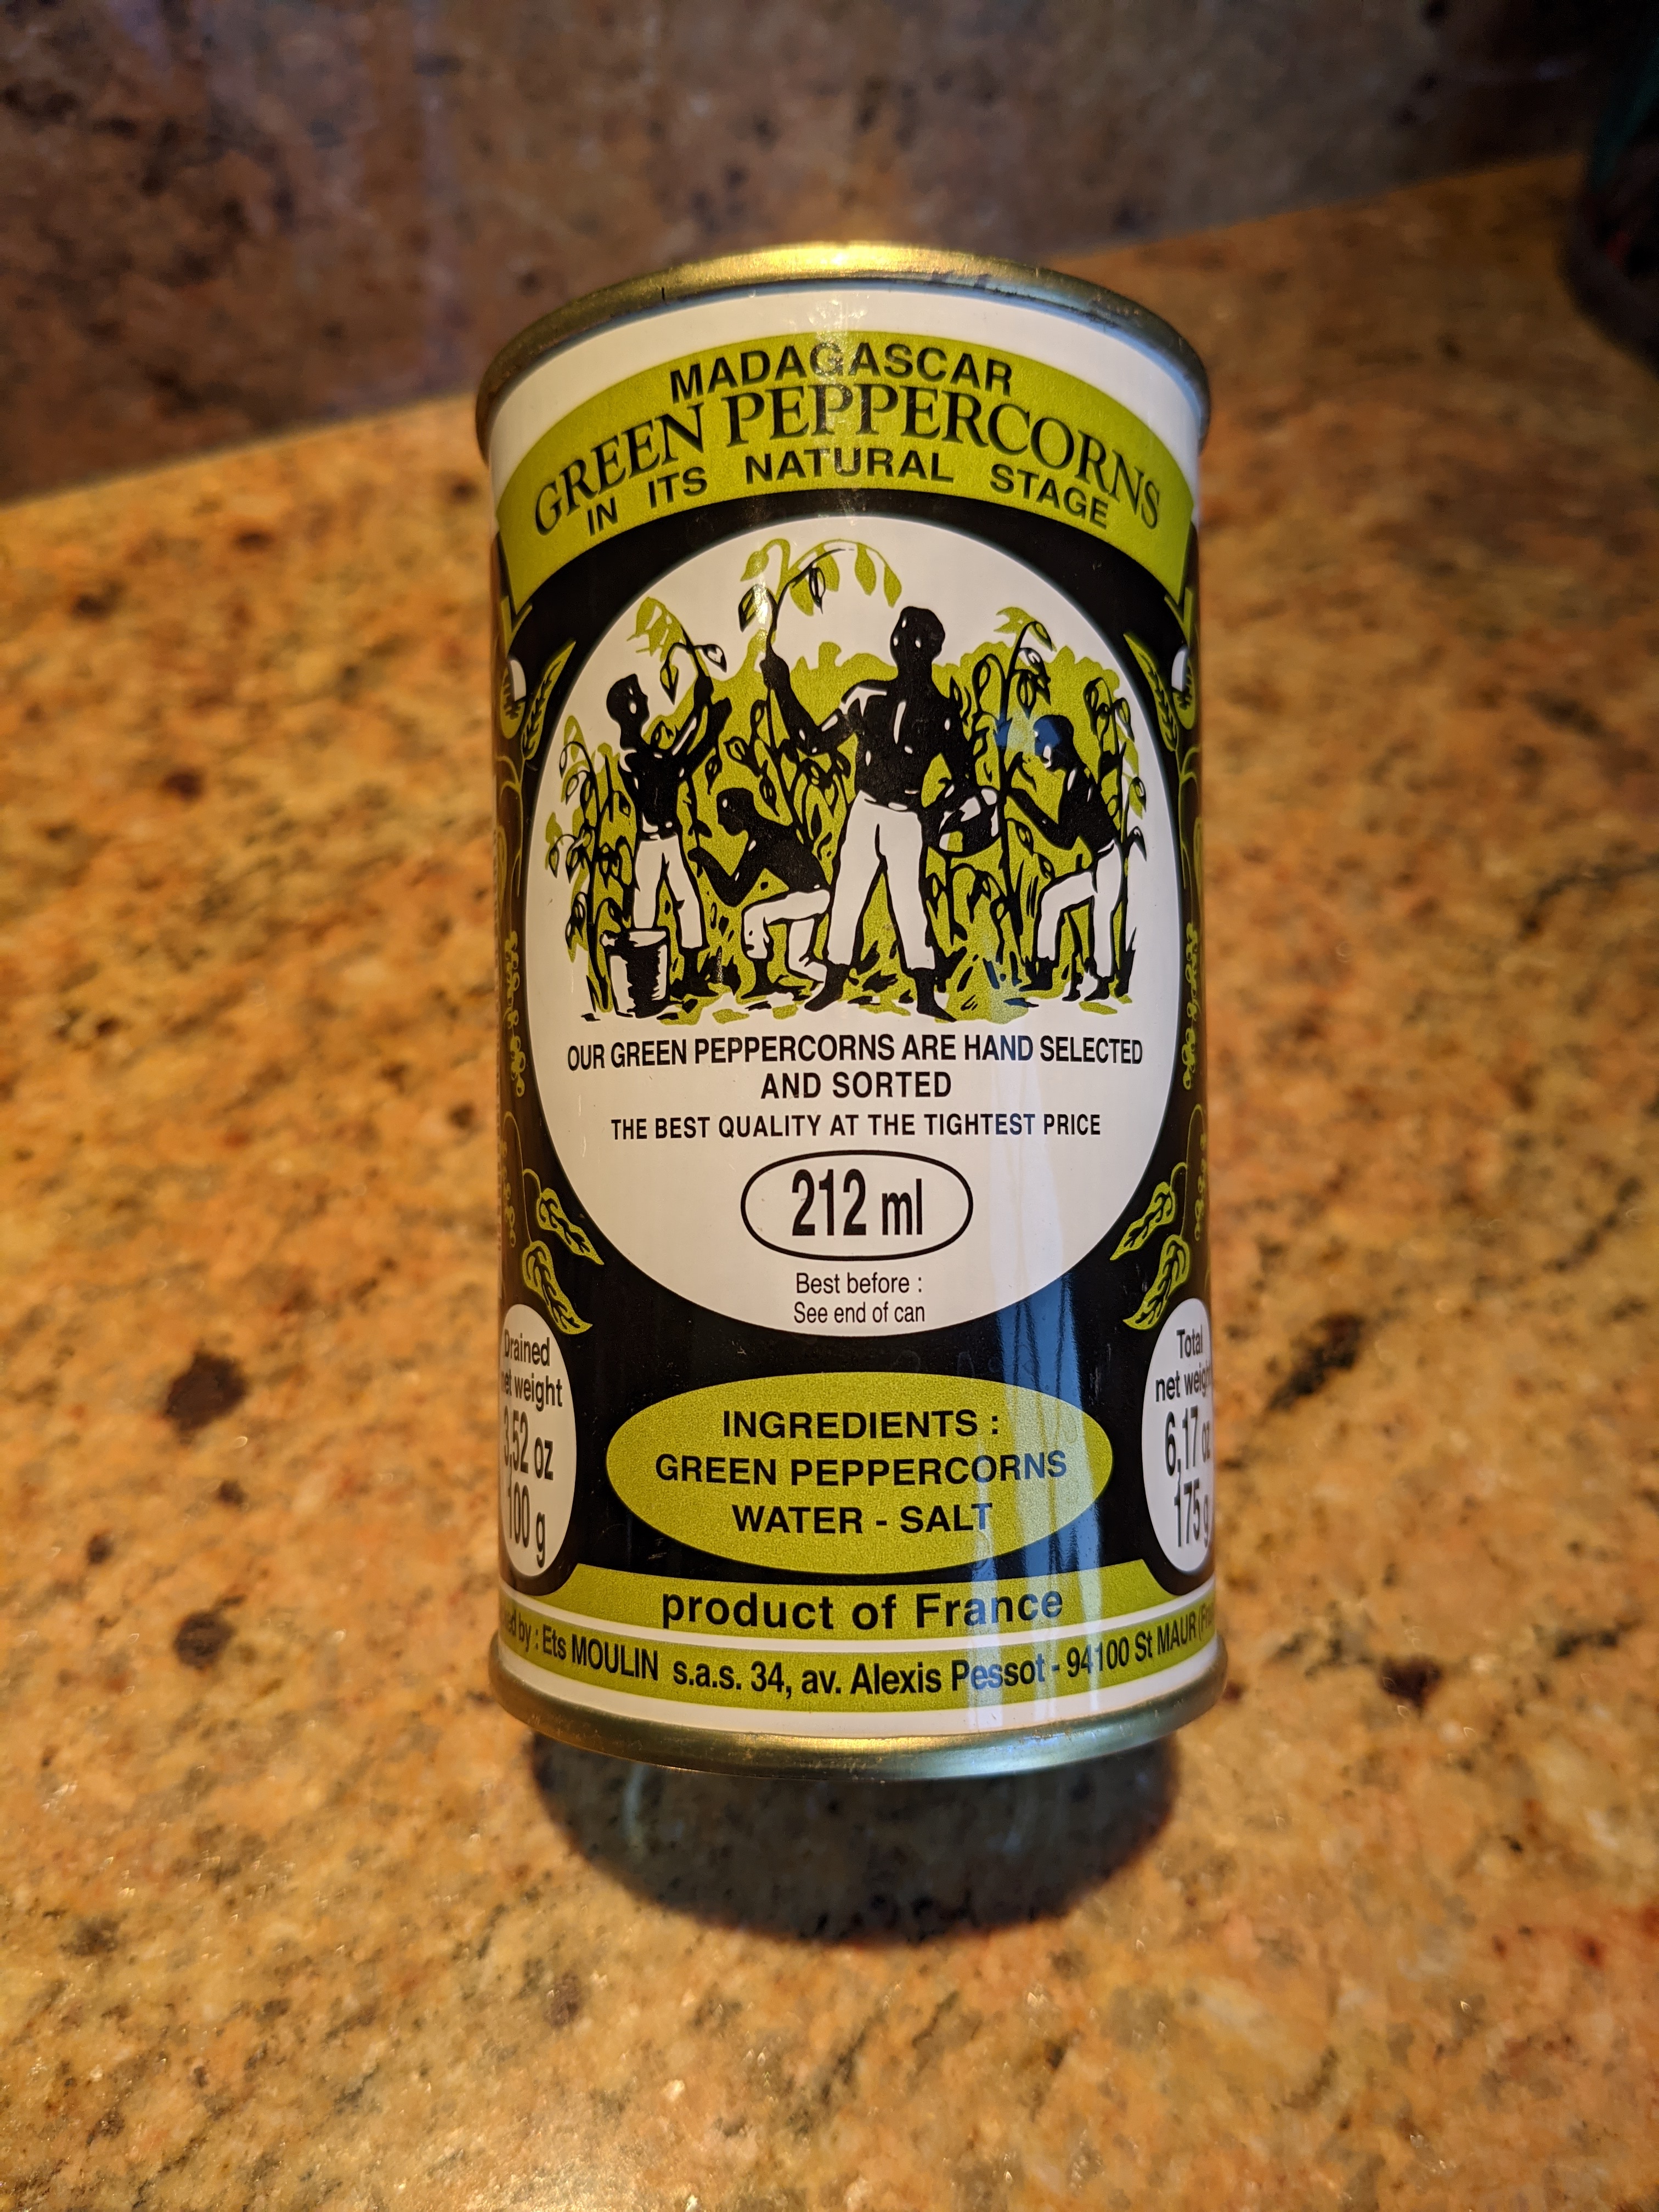 MADAGASCAR
GREEN PEPPERCORNS
IN ITS NATURAL STAGE
OUR GREEN PEPPERCORNS ARE HAND SELECTED
AND SORTED
THE BEST QUALITY AT THE TIGHTEST PRICE
212 ml
Best before :
See end of can
Drained
net weight
3,52 oz
100 g
Total
net weight
6,17 oz
175 g
INGREDIENTS :
GREEN PEPPERCORNS
WATER - SALT
product of France
by : Ets MOULIN s.a.s. 34, av. Alexis Pessot - 94100 St MAUR